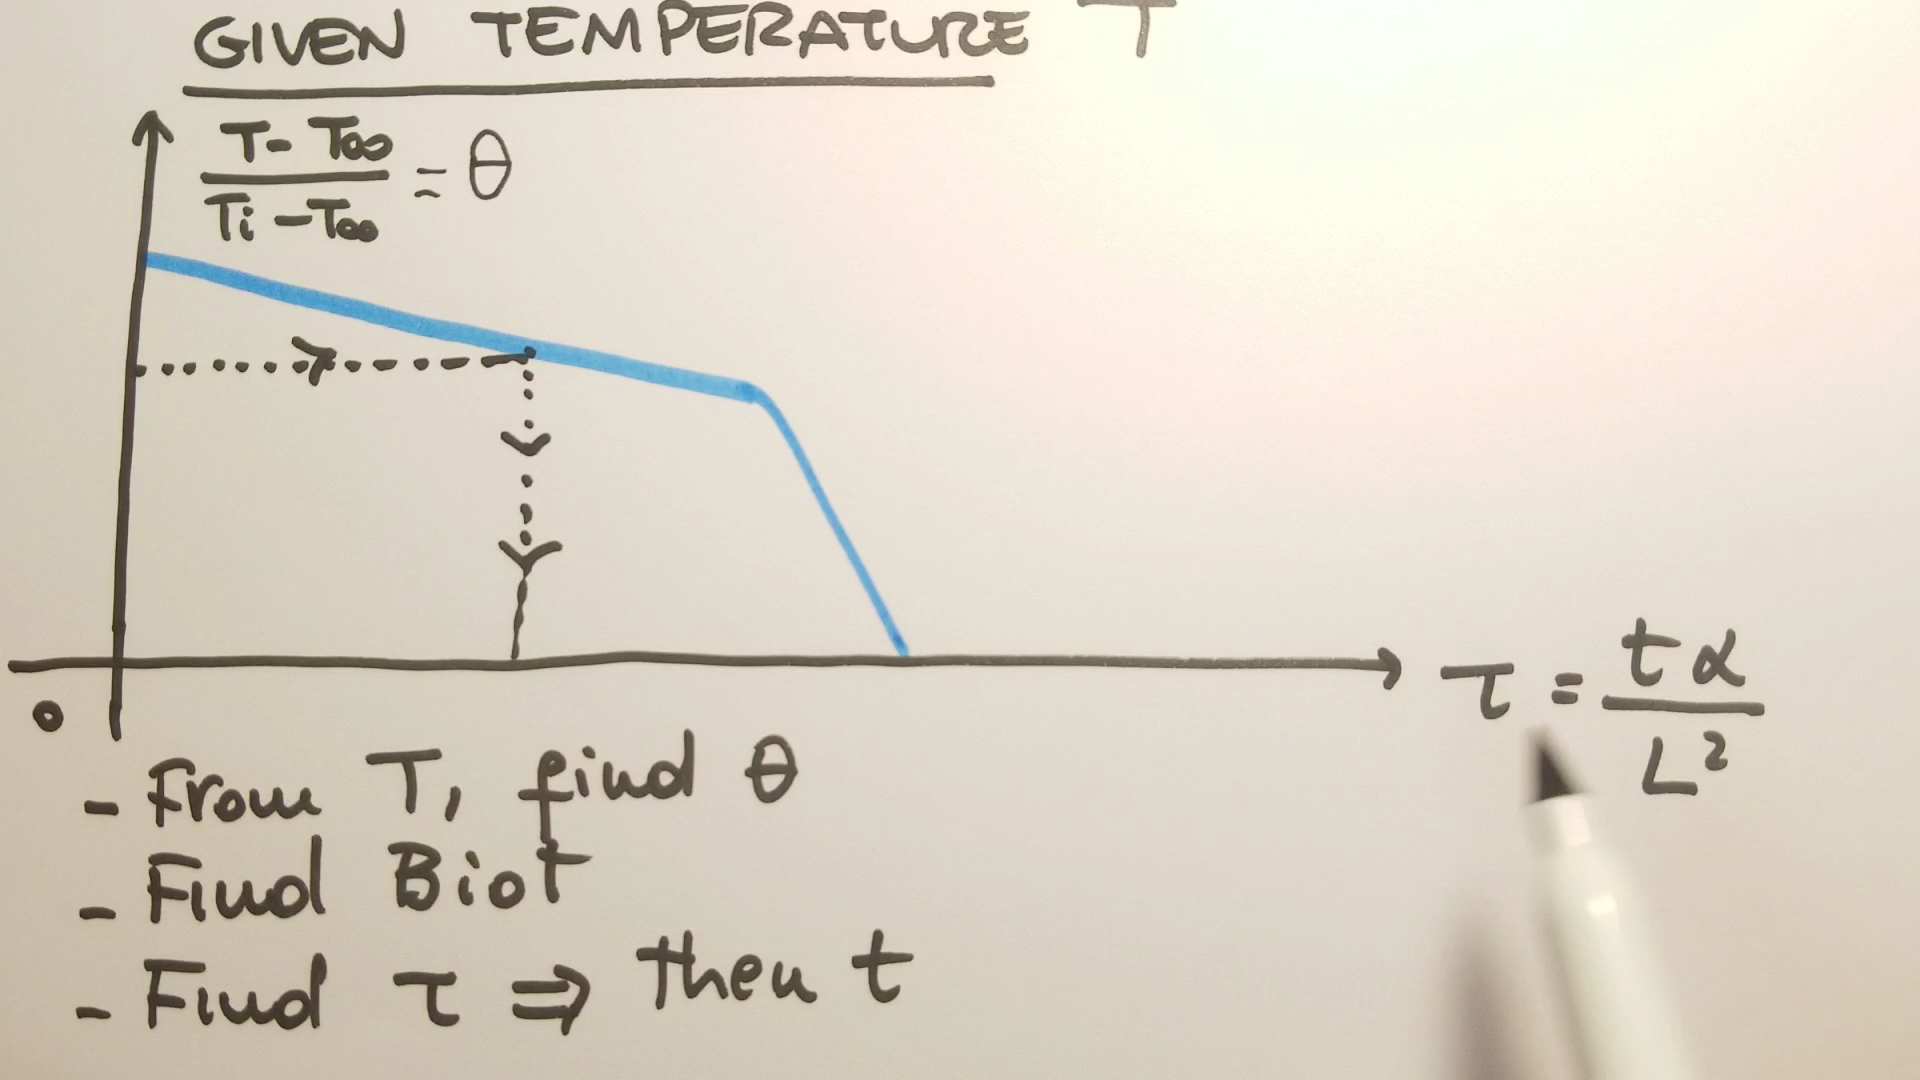 GIVEN TEMPERATURE T
T - T∞
Ti - T∞
= θ
τ = tα
L²
0
- From T, find θ
- Find Biot
- Find τ ⇒ then t